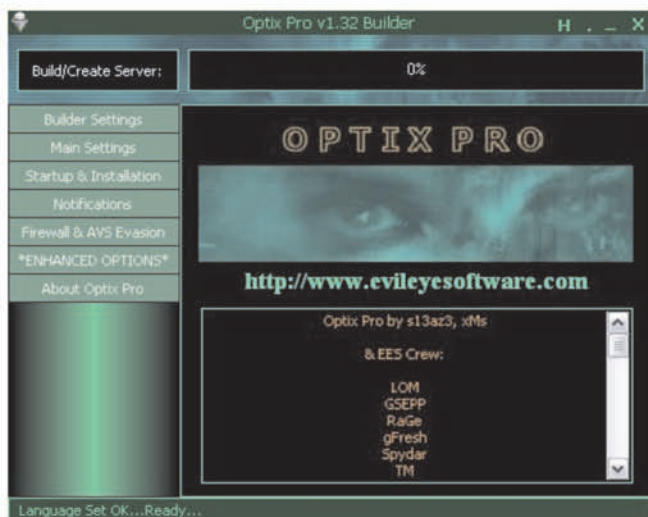 Optix Pro v1.32 Builder
H . _ X
Build/Create Server:
0%
Builder Settings
Main Settings
Startup & Installation
Notifications
Firewall & AVS Evasion
*ENHANCED OPTIONS*
About Optix Pro
OPTIX PRO
http://www.evileyesoftware.com
Optix Pro by s13az3, xMs
& EES Crew:
LOM
GSEPP
RaGe
gFresh
Spydar
TM
Language Set OK...Ready...